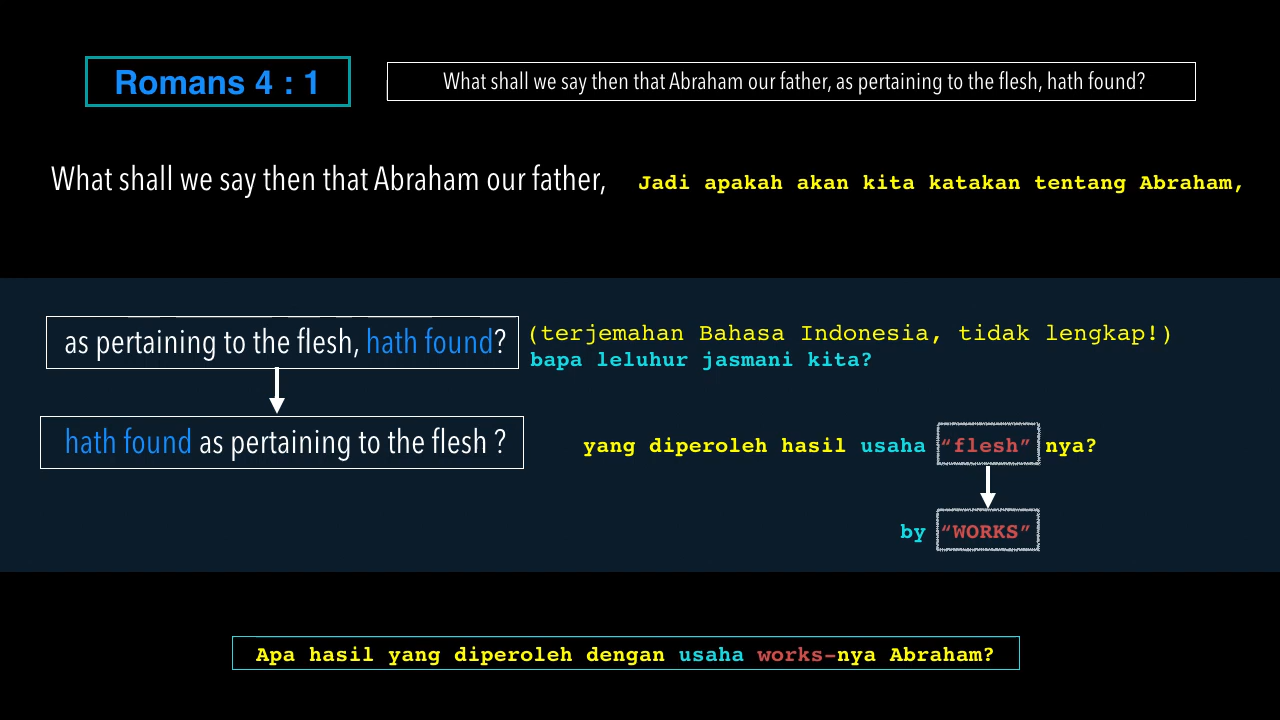 Romans 4 : 1
What shall we say then that Abraham our father, as pertaining to the flesh, hath found?
What shall we say then that Abraham our father,
Jadi apakah akan kita katakan tentang Abraham,
as pertaining to the flesh, hath found?
(terjemahan Bahasa Indonesia, tidak lengkap!)
bapa leluhur jasmani kita?
hath found as pertaining to the flesh ?
yang diperoleh hasil usaha “flesh” nya?
by “WORKS”
Apa hasil yang diperoleh dengan usaha works-nya Abraham?